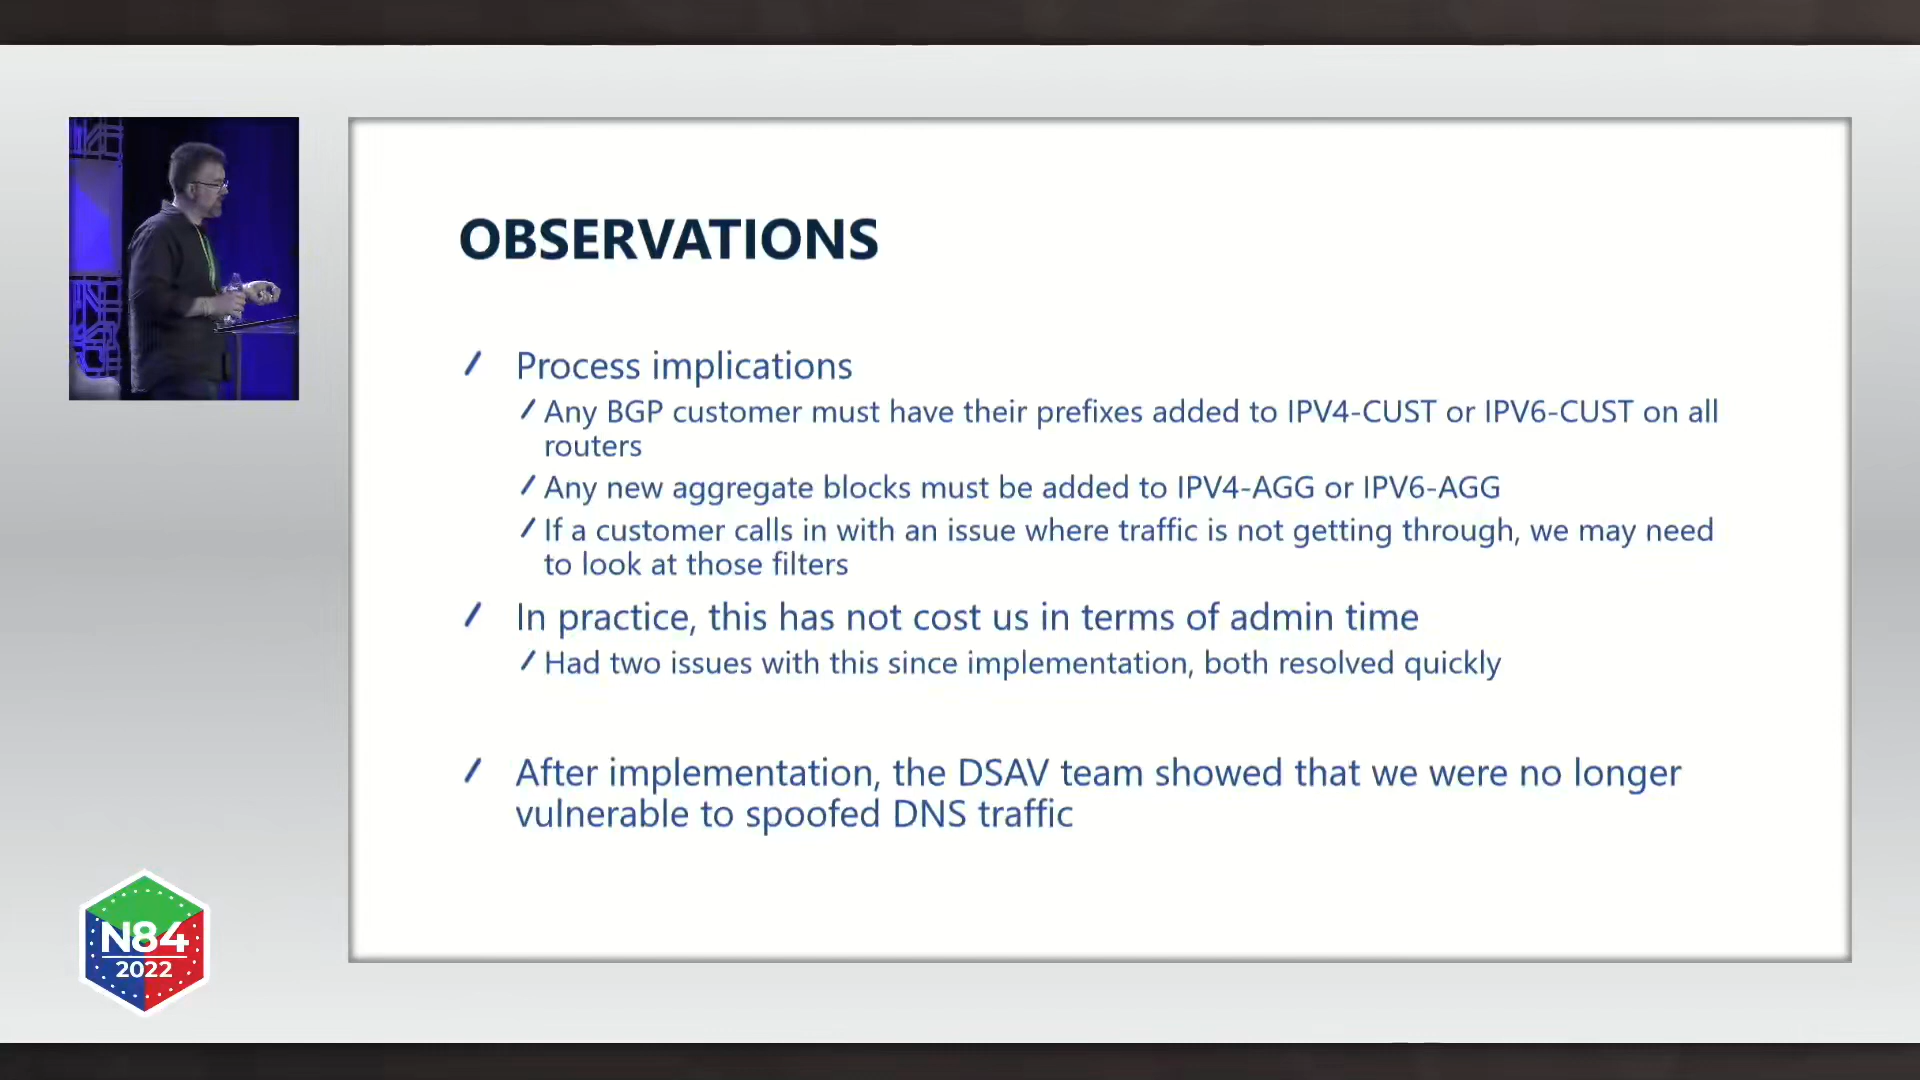 OBSERVATIONS
Process implications
Any BGP customer must have their prefixes added to IPV4-CUST or IPV6-CUST on all
routers
Any new aggregate blocks must be added to IPV4-AGG or IPV6-AGG
If a customer calls in with an issue where traffic is not getting through, we may need
to look at those filters
In practice, this has not cost us in terms of admin time
Had two issues with this since implementation, both resolved quickly
After implementation, the DSAV team showed that we were no longer
vulnerable to spoofed DNS traffic
N84
2022